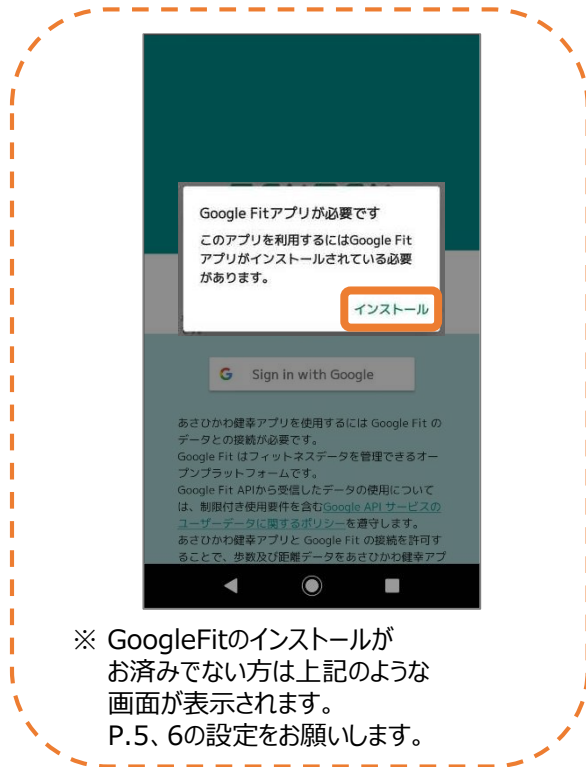 Google Fitアプリが必要です
このアプリを利用するにはGoogle Fit
アプリがインストールされている必要
があります。
インストール
Sign in with Google
あさひかわ健幸アプリを使用するには Google Fit の
データとの接続が必要です。
Google Fit はフィットネスデータを管理できるオー
プンプラットフォームです。
Google Fit APIから受信したデータの使用について
は、制限付き使用要件を含むGoogle API サービスの
ユーザーデータに関するポリシーを遵守します。
あさひかわ健幸アプリと Google Fit の接続を許可す
ることで、歩数及び距離データをあさひかわ健幸アプ
※ GoogleFitのインストールが
お済みでない方は上記のような
画面が表示されます。
P.5、6の設定をお願いします。